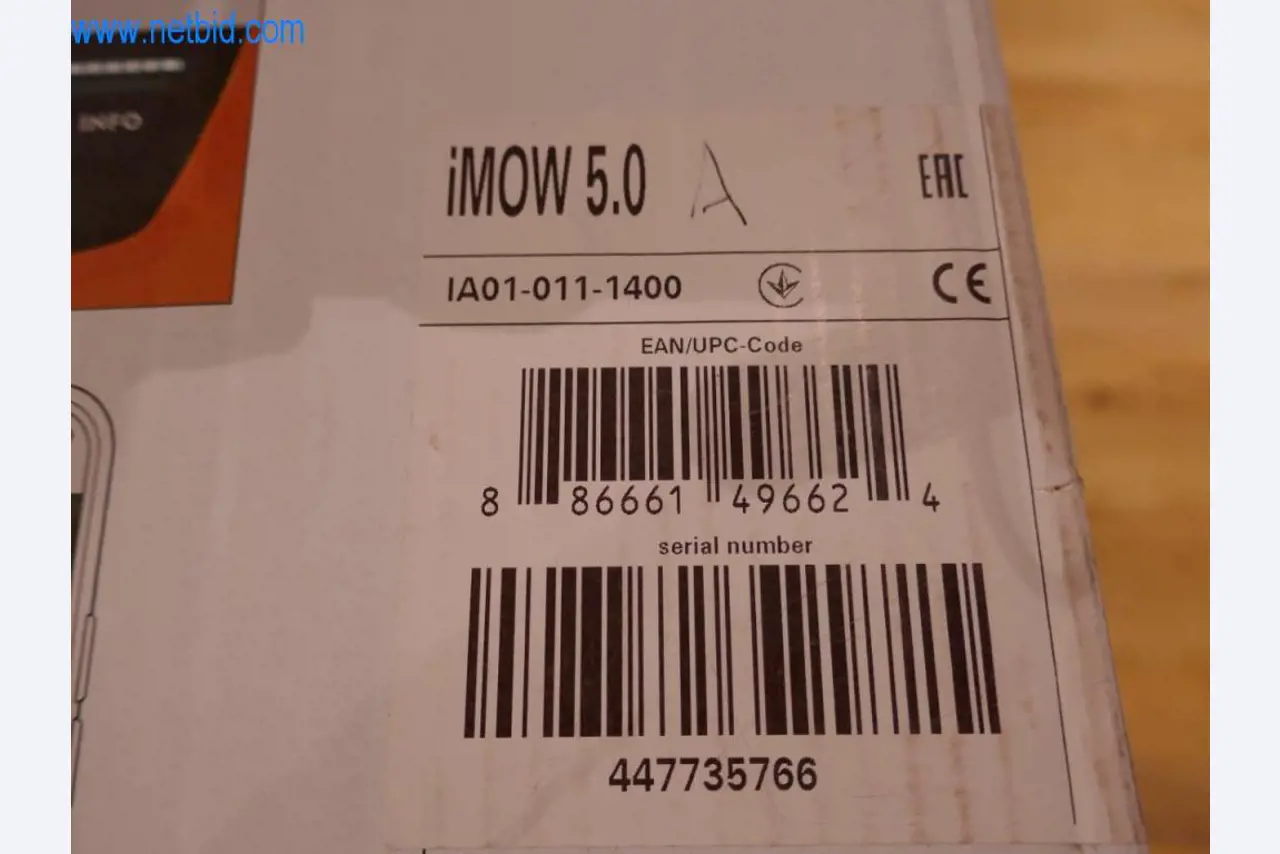 www.netbid.com
INFO
iMOW 5.0 A
EAC
IA01-011-1400
CE
EAN/UPC-Code
8 86661 49662 4
serial number
447735766